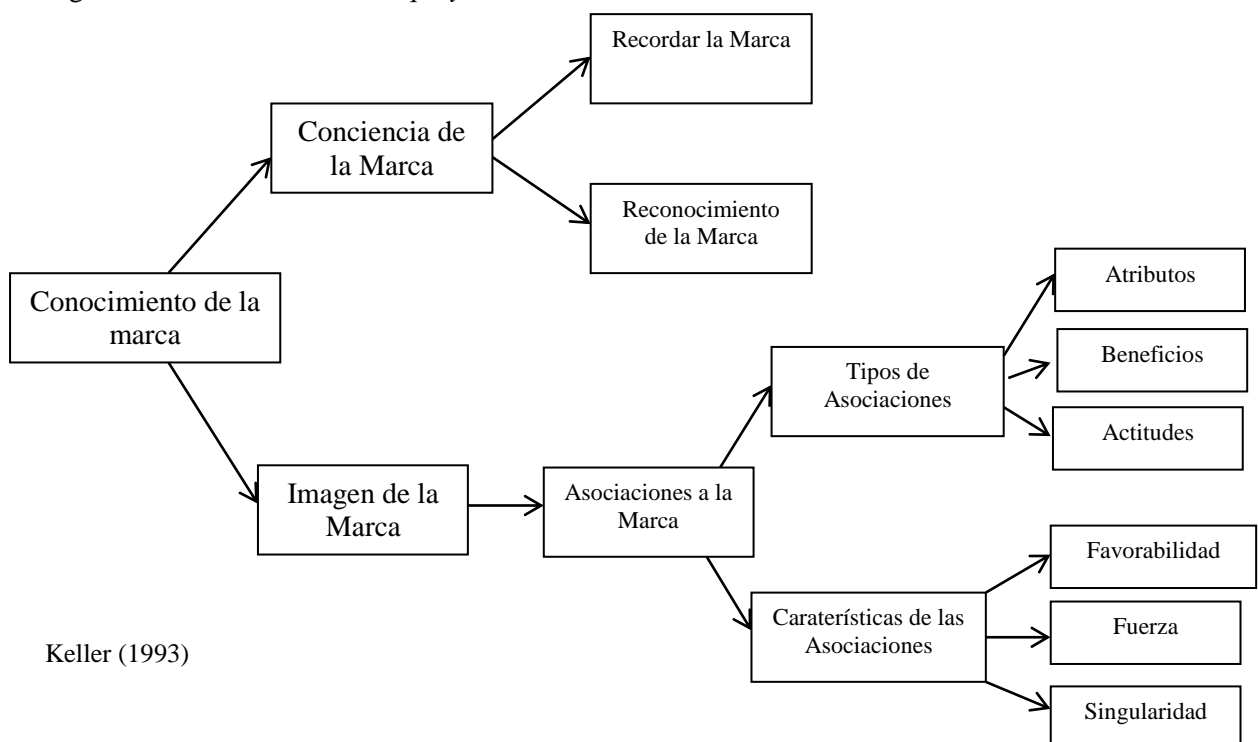 Recordar la Marca
Conciencia de
la Marca
Reconocimiento
de la Marca
Conocimiento de la
marca
Atributos
Tipos de
Asociaciones
Beneficios
Actitudes
Imagen de la
Marca
Asociaciones a la
Marca
Favorabilidad
Caraterísticas de las
Asociaciones
Fuerza
Singularidad
Keller (1993)